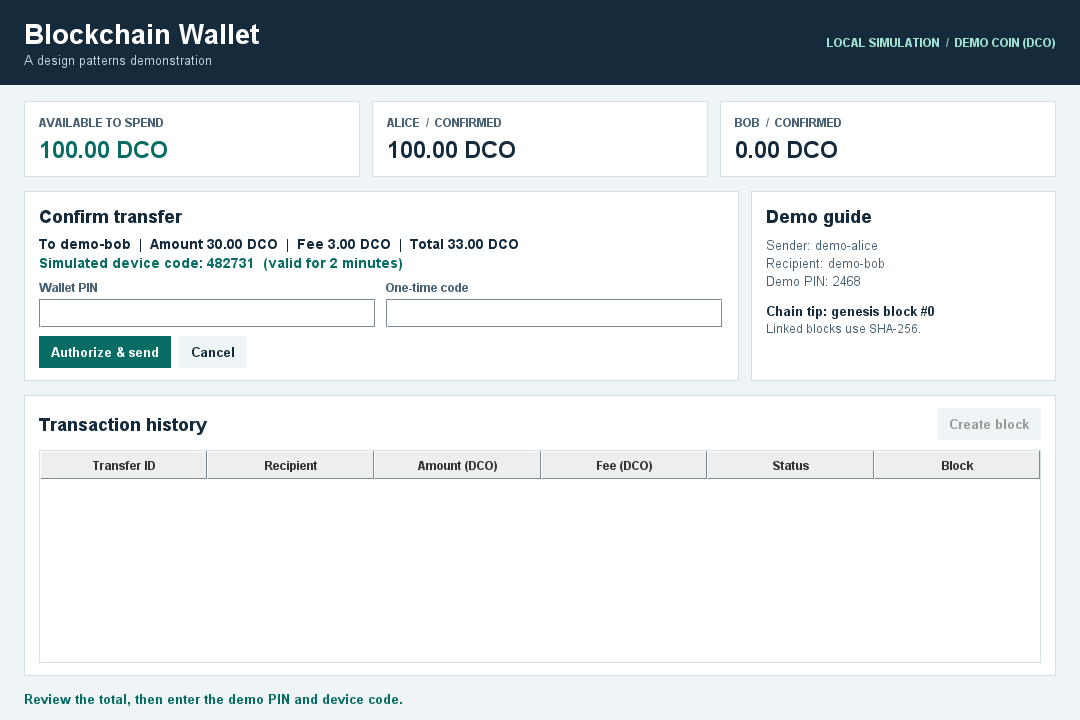 Blockchain Wallet
A design patterns demonstration
LOCAL SIMULATION / DEMO COIN (DCO)
AVAILABLE TO SPEND
100.00 DCO
ALICE / CONFIRMED
100.00 DCO
BOB / CONFIRMED
0.00 DCO
Confirm transfer
To demo-bob | Amount 30.00 DCO | Fee 3.00 DCO | Total 33.00 DCO
Simulated device code: 482731 (valid for 2 minutes)
Wallet PIN
One-time code
Authorize & send
Cancel
Demo guide
Sender: demo-alice
Recipient: demo-bob
Demo PIN: 2468
Chain tip: genesis block #0
Linked blocks use SHA-256.
Transaction history
Create block
Transfer ID
Recipient
Amount (DCO)
Fee (DCO)
Status
Block
Review the total, then enter the demo PIN and device code.